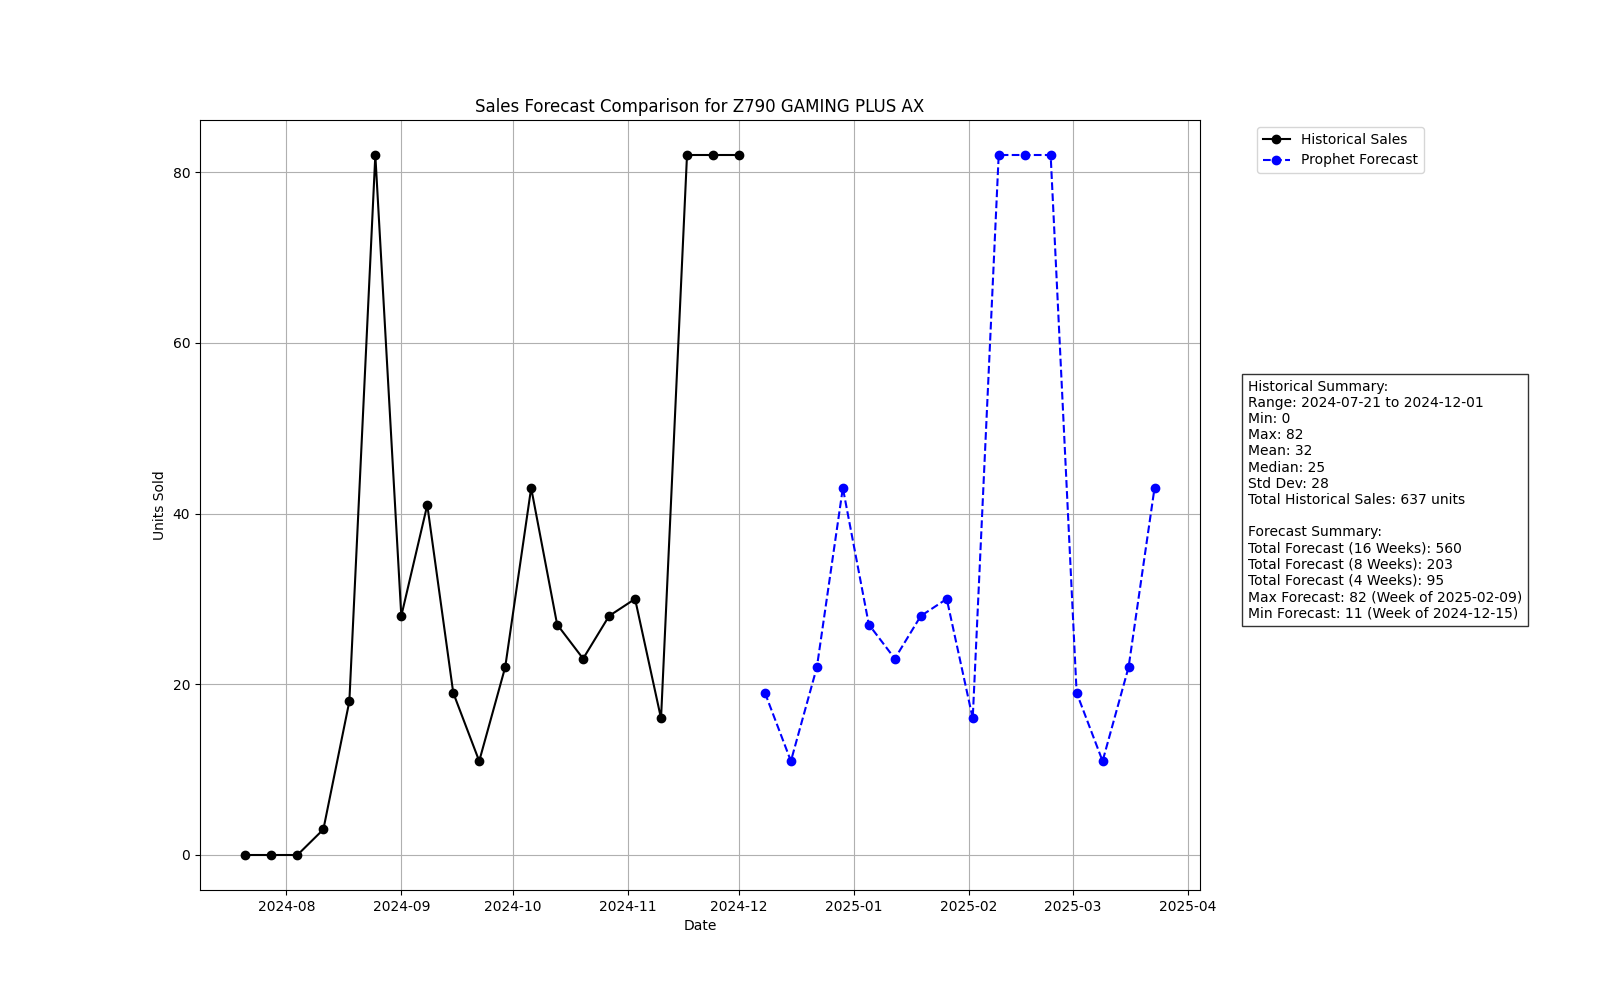 Sales Forecast Comparison for Z790 GAMING PLUS AX
Historical Sales
Prophet Forecast
80
60
40
20
0
Units Sold
2024-08
2024-09
2024-10
2024-11
2024-12
2025-01
2025-02
2025-03
2025-04
Date
Historical Summary:
Range: 2024-07-21 to 2024-12-01
Min: 0
Max: 82
Mean: 32
Median: 25
Std Dev: 28
Total Historical Sales: 637 units
Forecast Summary:
Total Forecast (16 Weeks): 560
Total Forecast (8 Weeks): 203
Total Forecast (4 Weeks): 95
Max Forecast: 82 (Week of 2025-02-09)
Min Forecast: 11 (Week of 2024-12-15)